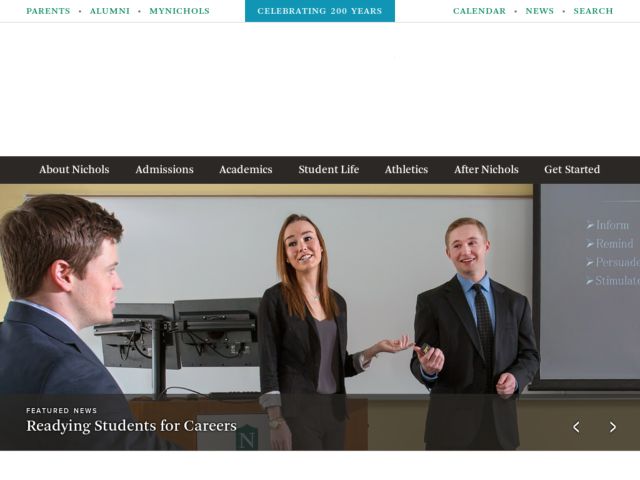 PARENTS • ALUMNI • MYNICHOLS
CELEBRATING 200 YEARS
CALENDAR • NEWS • SEARCH
About Nichols Admissions Academics Student Life Athletics After Nichols Get Started
➢Inform
➢Remind
➢Persuade
➢Stimulate
FEATURED NEWS
Readying Students for Careers
N